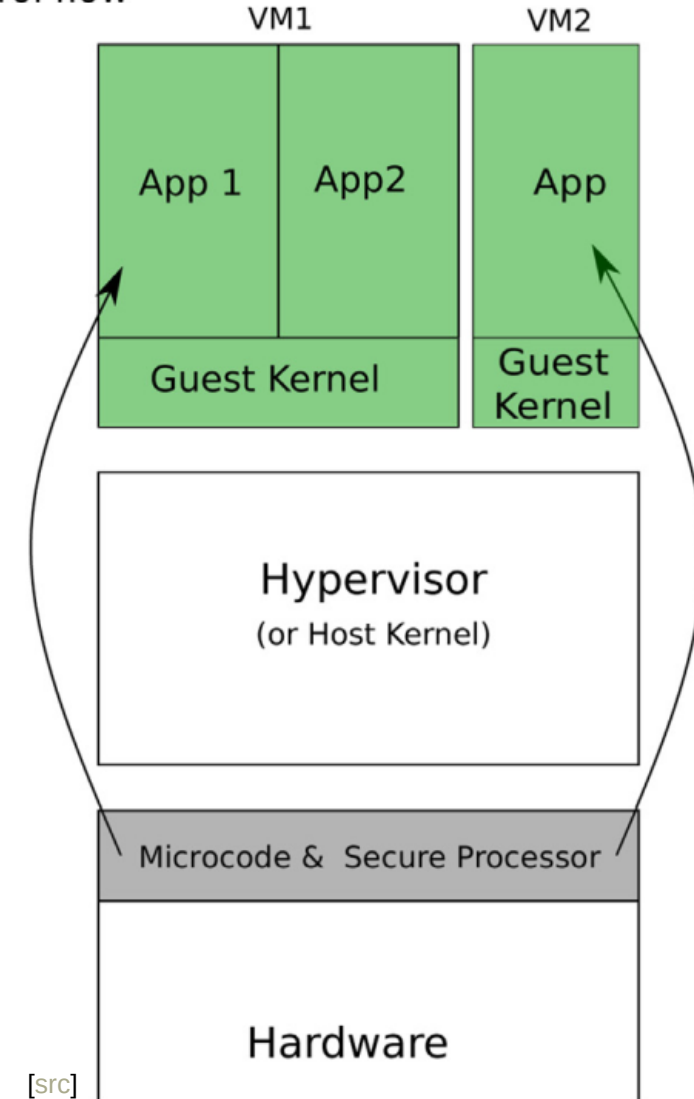 VM1
VM2
App 1
App2
App
Guest Kernel
Guest
Kernel
Hypervisor
(or Host Kernel)
Microcode & Secure Processor
Hardware
[src]